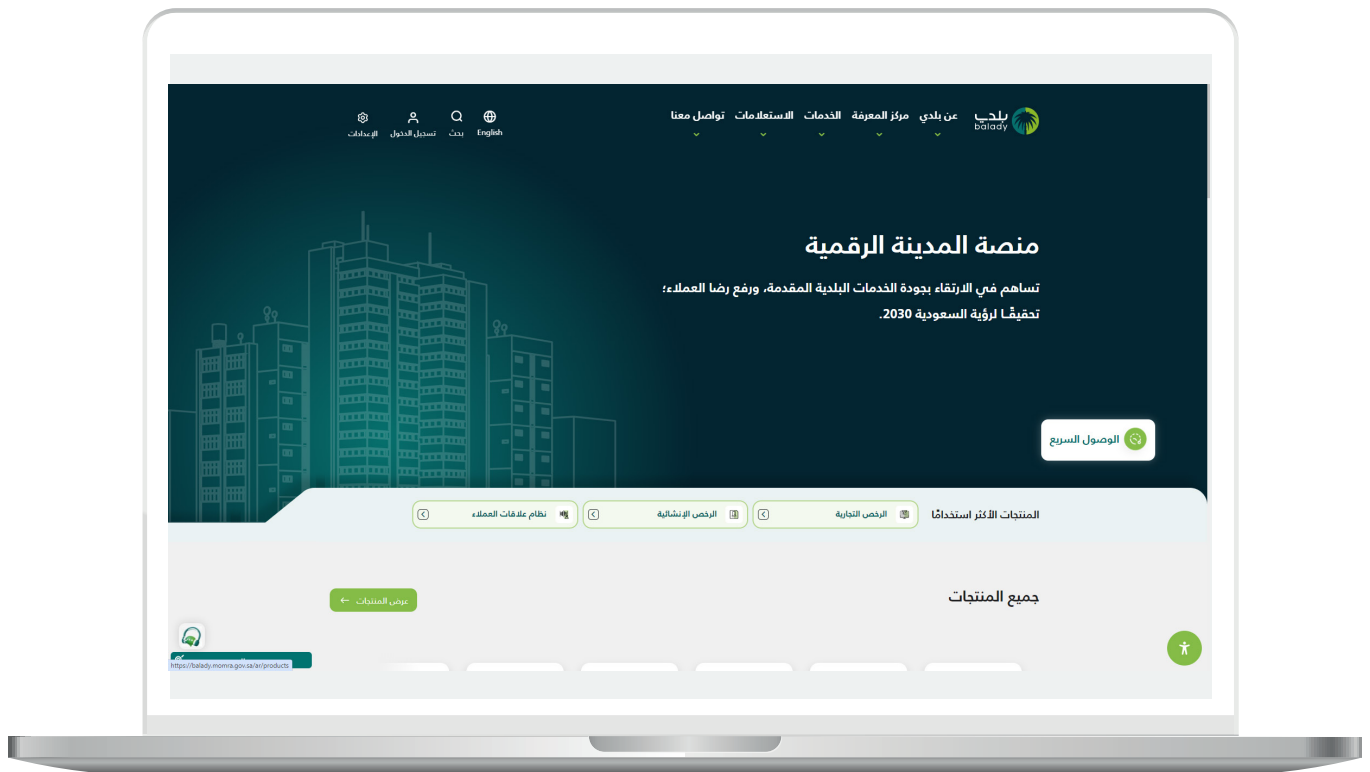 بلدي
balady
عن بلدي
مركز المعرفة
الخدمات
الاستعلامات
تواصل معنا
English
بحث
تسجيل الدخول
الإعدادات
منصة المدينة الرقمية
تساهم في الارتقاء بجودة الخدمات البلدية المقدمة، ورفع رضا العملاء؛
تحقيقًا لرؤية السعودية 2030.
الوصول السريع
المنتجات الأكثر استخدامًا
الرخص التجارية
الرخص الإنشائية
نظام علاقات العملاء
جميع المنتجات
عرض المنتجات
https://balady.momra.gov.sa/ar/products